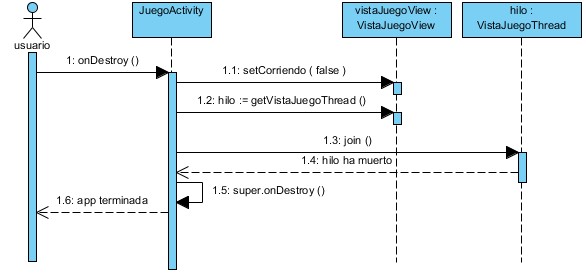 JuegoActivity
vistaJuegoView :
VistaJuegoView
hilo :
VistaJuegoThread
usuario
1: onDestroy ()
1.1: setCorriendo ( false )
1.2: hilo := getVistaJuegoThread ()
1.3: join ()
1.4: hilo ha muerto
1.5: super.onDestroy ()
1.6: app terminada